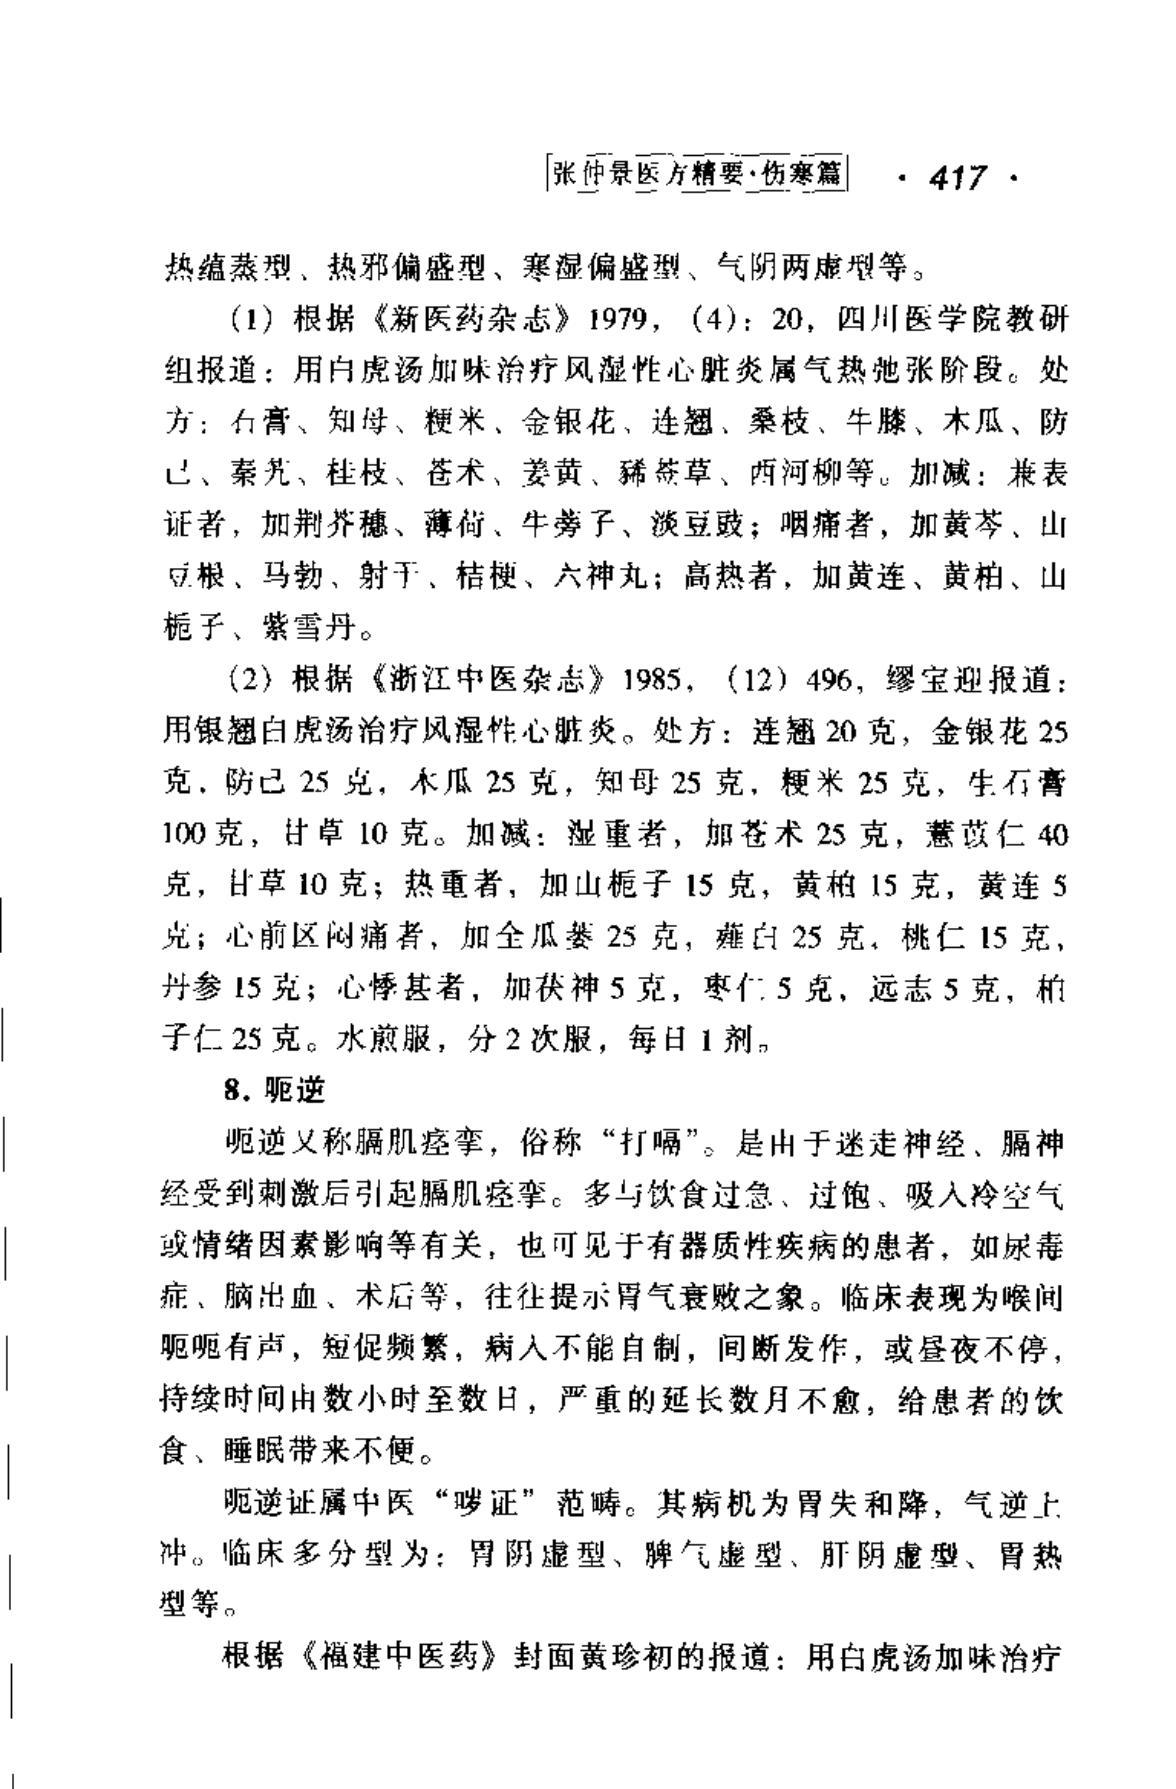 张仲景医方精要·伤寒篇 · 417 ·
热蕴蒸型、热邪偏盛型、寒湿偏盛型、气阴两虚型等。
(1) 根据《新医药杂志》1979，(4)：20，四川医学院教研
组报道：用白虎汤加味治疗风湿性心脏炎属气热弛张阶段。处
方：石膏、知母、粳米、金银花、连翘、桑枝、牛膝、木瓜、防
己、秦艽、桂枝、苍术、姜黄、豨莶草、西河柳等。加减：兼表
证者，加荆芥穗、薄荷、牛蒡子、淡豆豉；咽痛者，加黄芩、山
豆根、马勃、射干、桔梗、六神丸；高热者，加黄连、黄柏、山
栀子、紫雪丹。
(2) 根据《浙江中医杂志》1985，(12) 496，缪宝迎报道：
用银翘白虎汤治疗风湿性心脏炎。处方：连翘 20 克，金银花 25
克，防己 25 克，木瓜 25 克，知母 25 克，粳米 25 克，生石膏
100 克，甘草 10 克。加减：湿重者，加苍术 25 克，薏苡仁 40
克，甘草 10 克；热重者，加山栀子 15 克，黄柏 15 克，黄连 5
克；心前区闷痛者，加全瓜蒌 25 克，薤白 25 克，桃仁 15 克，
丹参 15 克；心悸甚者，加茯神 5 克，枣仁 5 克，远志 5 克，柏
子仁 25 克。水煎服，分 2 次服，每日 1 剂。
8. 呃逆
呃逆又称膈肌痉挛，俗称“打嗝”。是由于迷走神经、膈神
经受到刺激后引起膈肌痉挛。多与饮食过急、过饱、吸入冷空气
或情绪因素影响等有关，也可见于有器质性疾病的患者，如尿毒
症、脑出血、术后等，往往提示胃气衰败之象。临床表现为喉间
呃呃有声，短促频繁，病人不能自制，间断发作，或昼夜不停，
持续时间由数小时至数日，严重的延长数月不愈，给患者的饮
食、睡眠带来不便。
呃逆证属中医“哕证”范畴。其病机为胃失和降，气逆上
冲。临床多分型为：胃阴虚型、脾气虚型、肝阴虚型、胃热
型等。
根据《福建中医药》封面黄珍初的报道：用白虎汤加味治疗